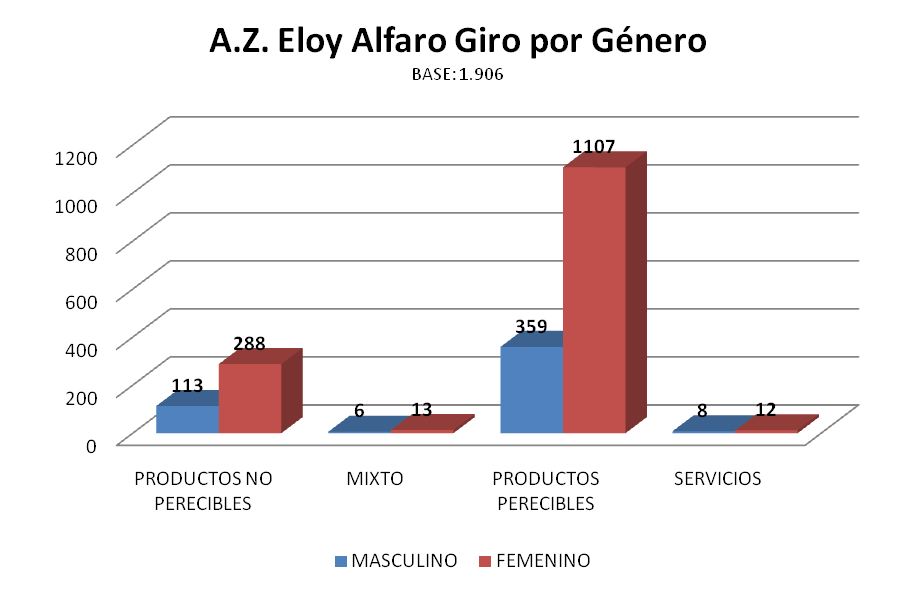 A.Z. Eloy Alfaro Giro por Género
BASE: 1.906
1200
1000
800
600
400
200
0
113
288
6
13
359
1107
8
12
PRODUCTOS NO
PERECIBLES
MIXTO
PRODUCTOS
PERECIBLES
SERVICIOS
MASCULINO
FEMENINO